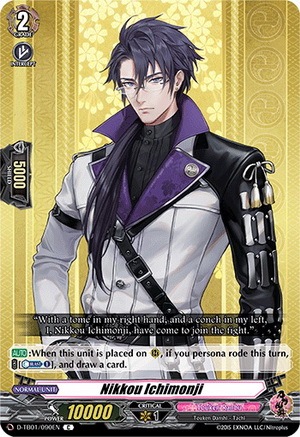 2
GRADE
INTERCEPT
5000
SHIELD
"With a tome in my right hand, and a conch in my left,
I, Nikkou Ichimonji, have come to join the fight."
AUTO:When this unit is placed on , if you persona rode this turn,
, and draw a card.
NORMAL UNIT
Nikkou Ichimonji
POWER 10000
CRITICAL 1
Touken Danshi - Tachi
D-TB01/090EN C
©2015 EXNOA LLC/Nitroplus